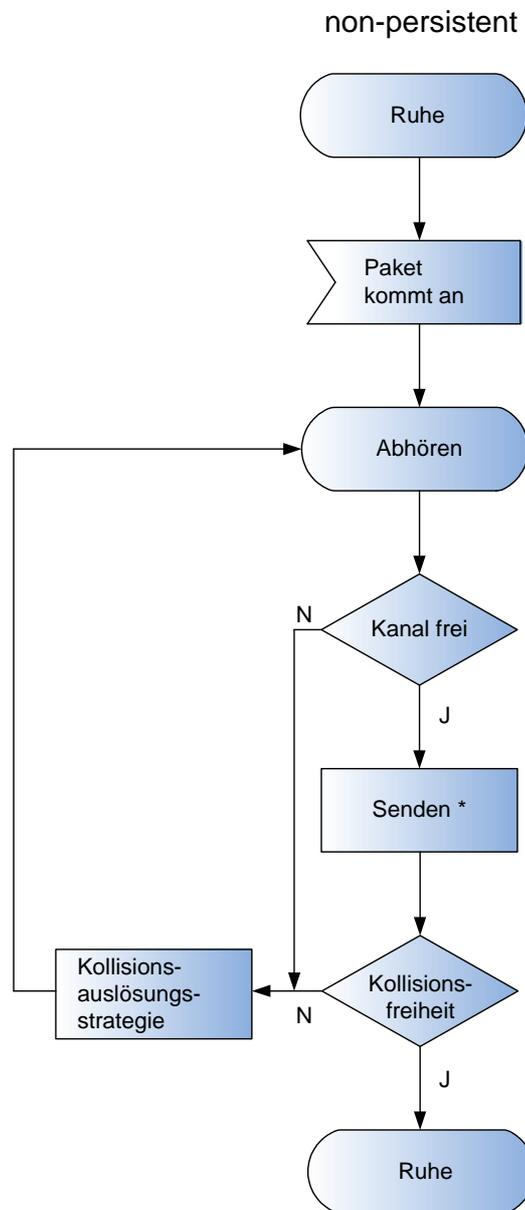 non-persistent
Ruhe
Paket
kommt an
Abhören
N
Kanal frei
J
Senden *
Kollisions-
auslösungs-
strategie
N
Kollisions-
freiheit
J
Ruhe